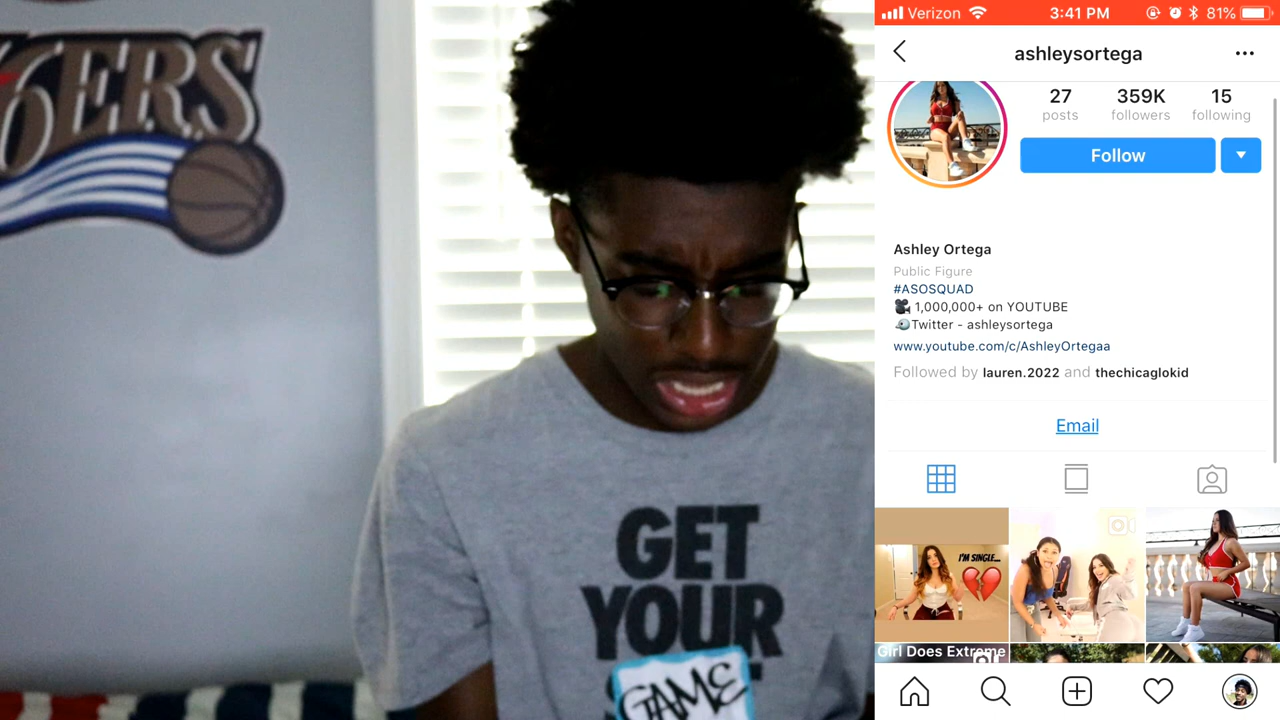 76ERS
GET
YOUR
GAME
Verizon
3:41 PM
81%
ashleysortega
27
359K
15
posts
followers
following
Follow
Ashley Ortega
Public Figure
#ASOSQUAD
1,000,000+ on YOUTUBE
Twitter - ashleysortega
www.youtube.com/c/AshleyOrtegaa
Followed by lauren.2022 and thechicaglokid
Email
I'M SINGLE...
Girl Does Extreme